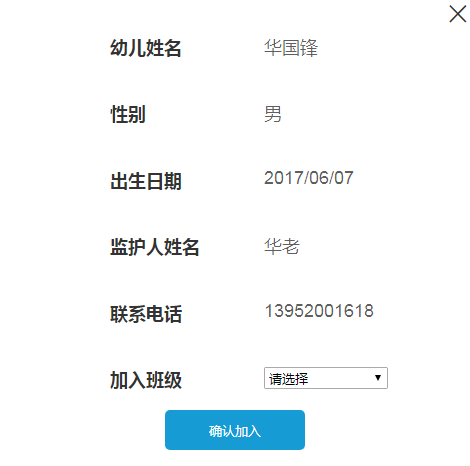 幼儿姓名 华国锋
性别 男
出生日期 2017/06/07
监护人姓名 华老
联系电话 13952001618
加入班级 请选择
确认加入